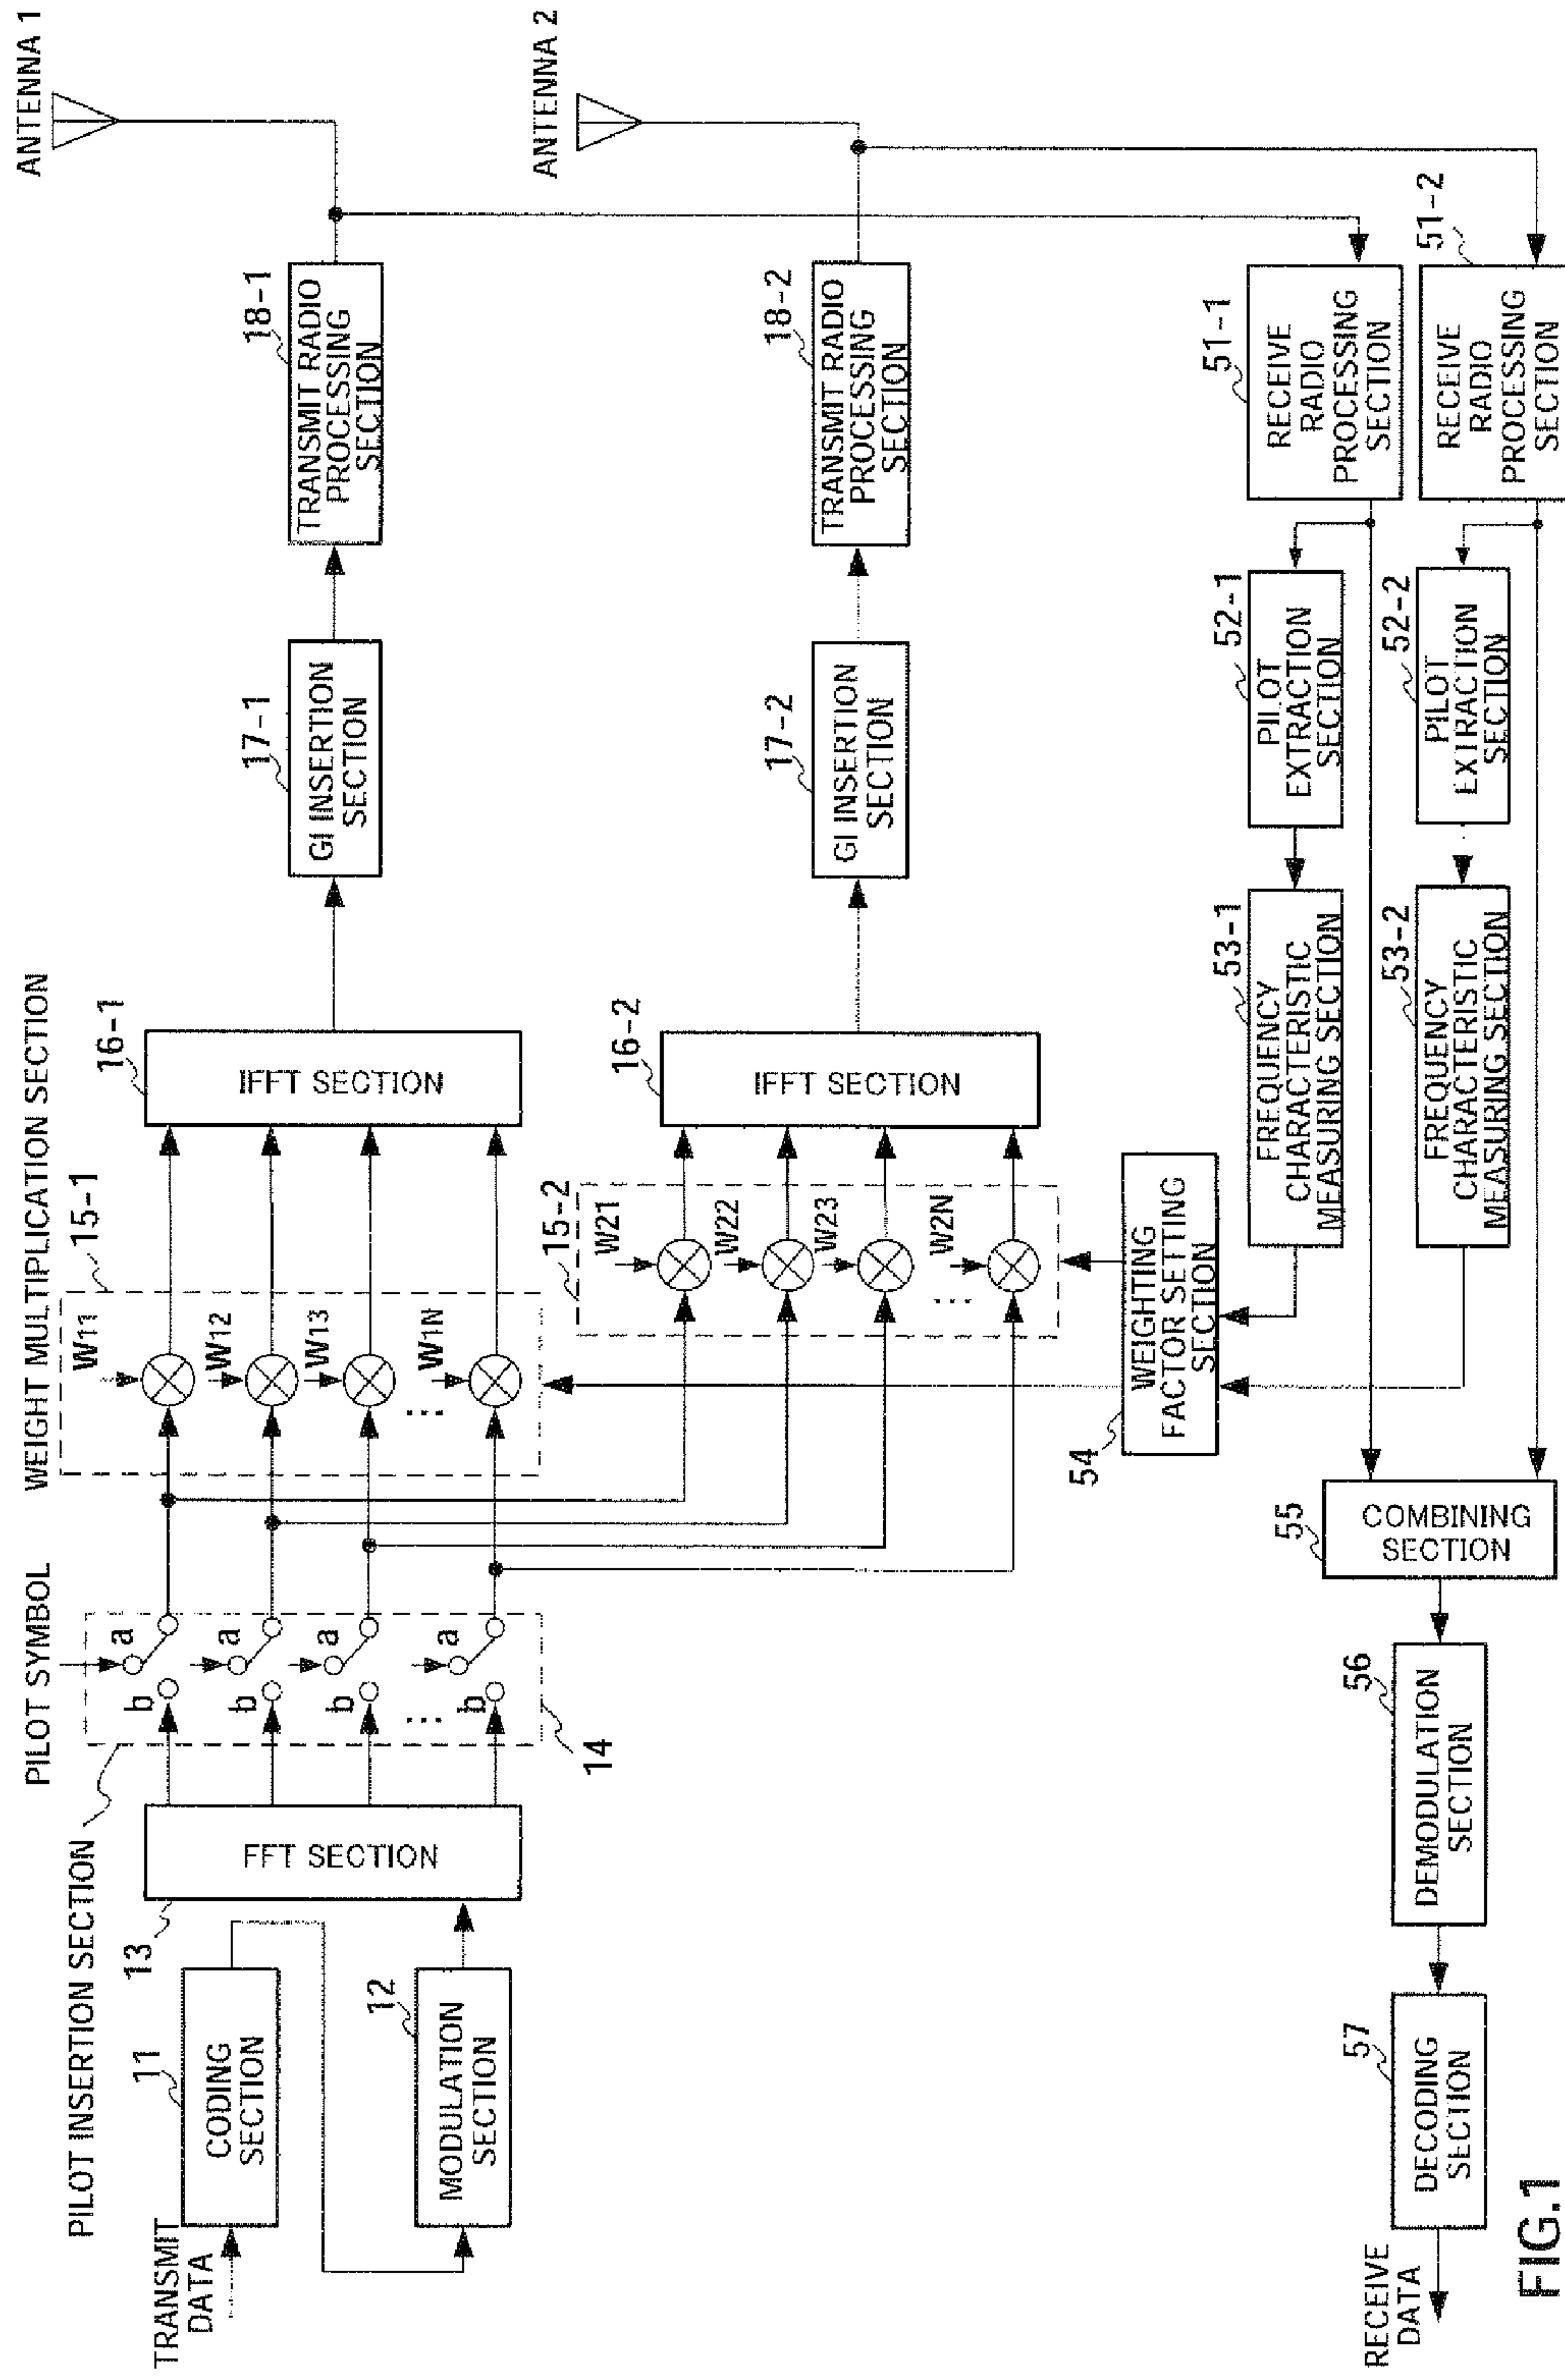 ANTENNA 1
ANTENNA 2
WEIGHT MULTIPLICATION SECTION
15-1
16-1
17-1
18-1
PILOT SYMBOL
PILOT INSERTION SECTION
W11
W12
W13
W1N
...
a
a
a
a
b
b
b
b
...
14
IFFT SECTION
GI INSERTION
SECTION
TRANSMIT RADIO
PROCESSING
SECTION
FFT SECTION
13
11
CODING
SECTION
TRANSMIT
DATA
12
MODULATION
SECTION
15-2
16-2
17-2
18-2
W21
W22
W23
W2N
...
IFFT SECTION
GI INSERTION
SECTION
TRANSMIT RADIO
PROCESSING
SECTION
54
WEIGHTING
FACTOR SETTING
SECTION
53-1
FREQUENCY
CHARACTERISTIC
MEASURING SECTION
52-1
PILOT
EXTRACTION
SECTION
51-1
RECEIVE
RADIO
PROCESSING
SECTION
53-2
FREQUENCY
CHARACTERISTIC
MEASURING SECTION
52-2
PILOT
EXTRACTION
SECTION
51-2
RECEIVE
RADIO
PROCESSING
SECTION
55
COMBINING
SECTION
56
DEMODULATION
SECTION
57
DECODING
SECTION
RECEIVE
DATA
FIG.1